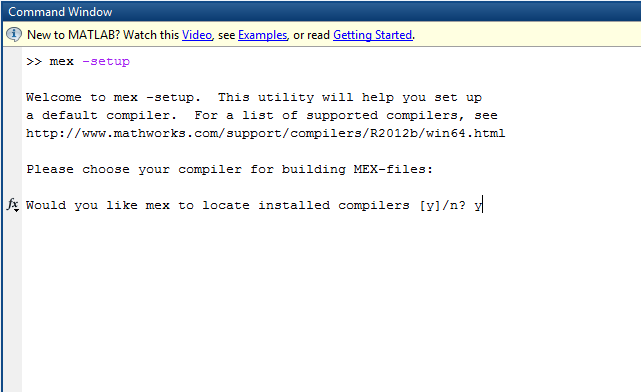 Command Window
New to MATLAB? Watch this Video, see Examples, or read Getting Started.
>> mex -setup
Welcome to mex -setup.  This utility will help you set up
a default compiler.  For a list of supported compilers, see
http://www.mathworks.com/support/compilers/R2012b/win64.html
Please choose your compiler for building MEX-files:
fx Would you like mex to locate installed compilers [y]/n? y